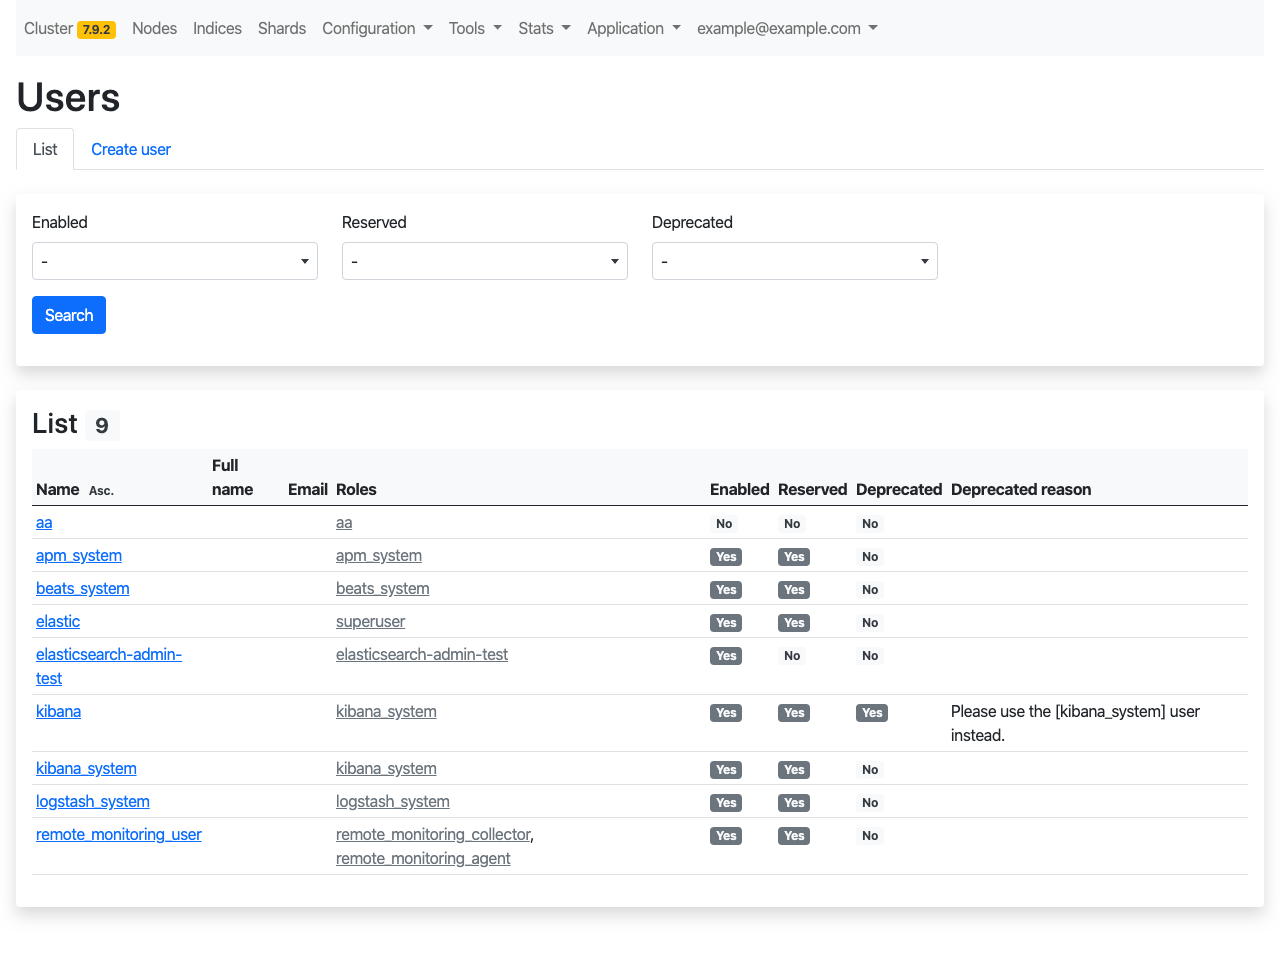 Cluster 7.9.2 Nodes Indices Shards Configuration Tools Stats Application example@example.com
Users
List Create user
Enabled Reserved Deprecated
- - -
Search
List 9
Name Asc. Full name Email Roles Enabled Reserved Deprecated Deprecated reason
aa aa No No No
apm_system apm_system Yes Yes No
beats_system beats_system Yes Yes No
elastic superuser Yes Yes No
elasticsearch-admin-test elasticsearch-admin-test Yes No No
kibana kibana_system Yes Yes Yes Please use the [kibana_system] user instead.
kibana_system kibana_system Yes Yes No
logstash_system logstash_system Yes Yes No
remote_monitoring_user remote_monitoring_collector, remote_monitoring_agent Yes Yes No